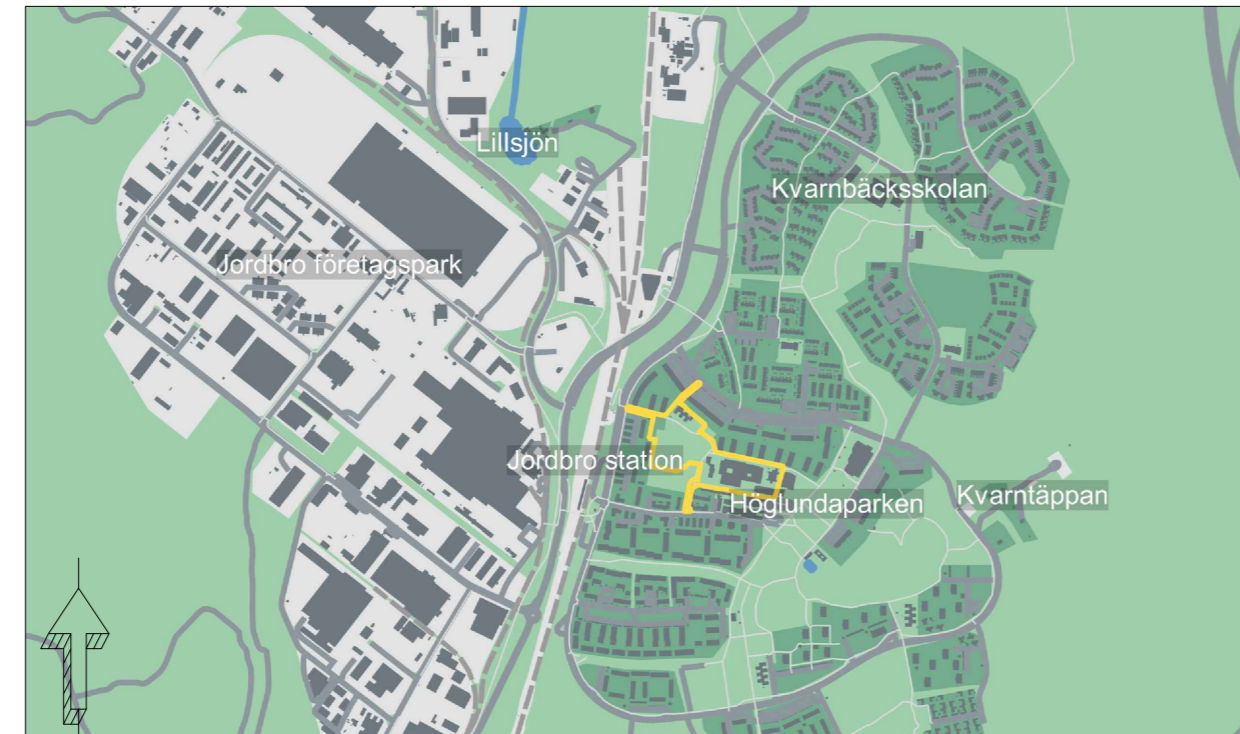 Lillsjön
Kvarnbäcksskolan
Jordbro företagspark
Jordbro station
Höglundaparken
Kvarntäppan